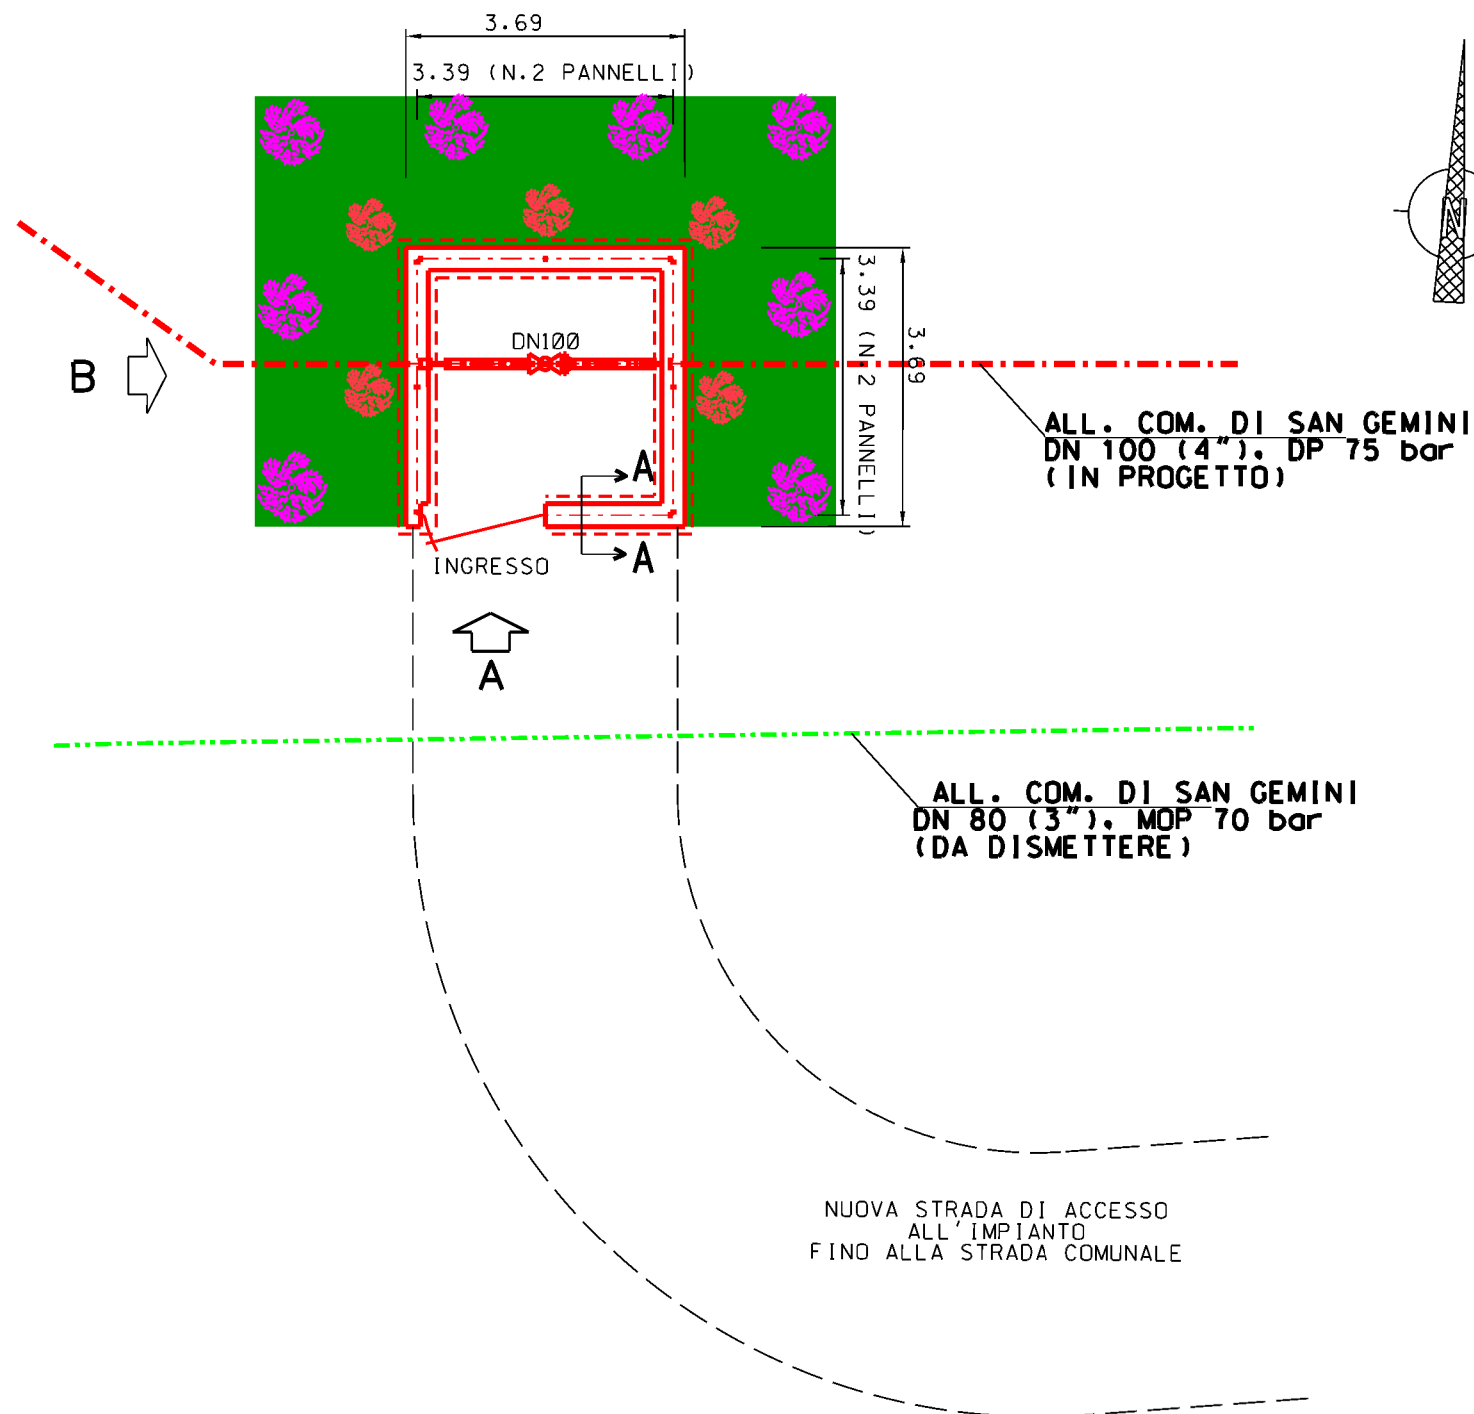 3.69
3.39 (N.2 PANNELLI)
N
3.39 (N.2 PANNELLI)
3.69
DN100
B
ALL. COM. DI SAN GEMINI
DN 100 (4"), DP 75 bar
(IN PROGETTO)
A
A
INGRESSO
A
ALL. COM. DI SAN GEMINI
DN 80 (3"), MOP 70 bar
(DA DISMETTERE)
NUOVA STRADA DI ACCESSO
ALL'IMPIANTO
FINO ALLA STRADA COMUNALE